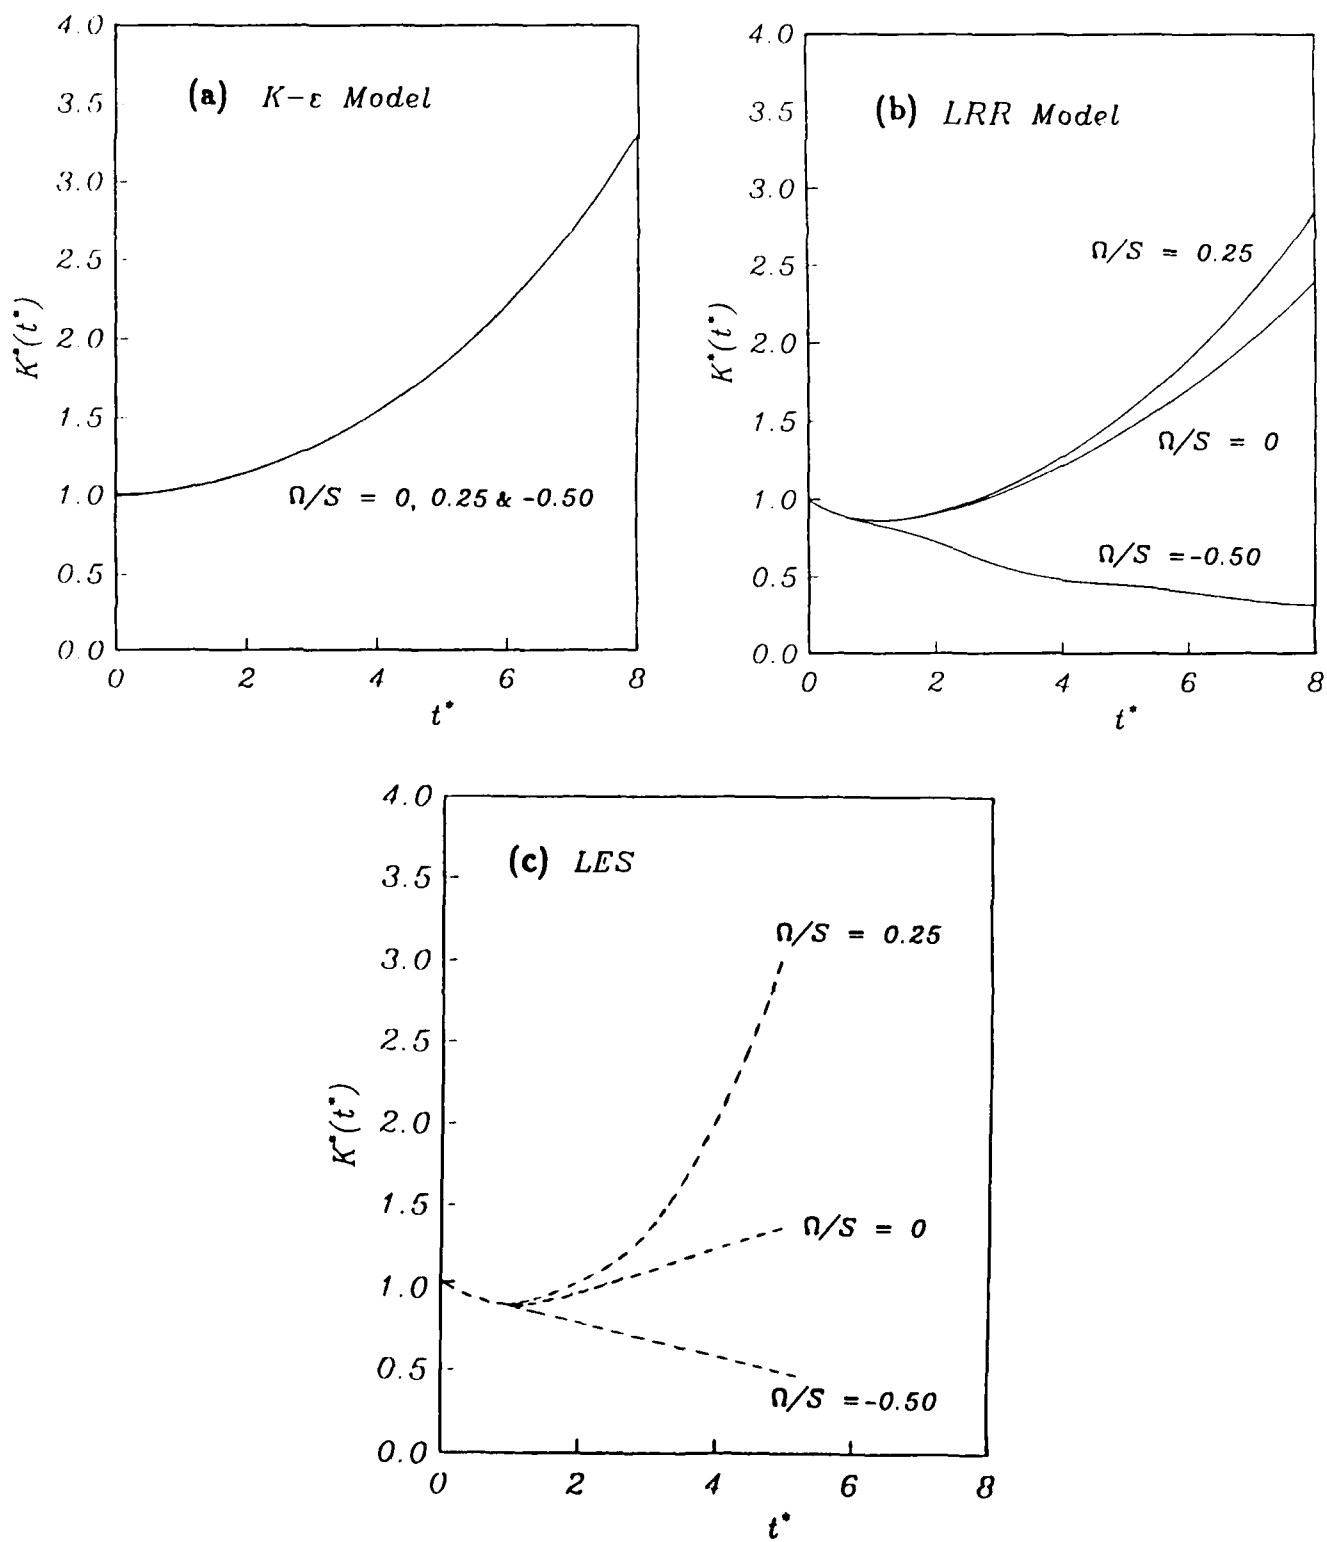 (a) K-ε Model
4.0
3.5
3.0
2.5
2.0
1.5
1.0
0.5
0.0
K*(t*)
Ω/S = 0, 0.25 & -0.50
0 2 4 6 8
t*
(b) LRR Model
4.0
3.5
3.0
2.5
2.0
1.5
1.0
0.5
0.0
K*(t*)
Ω/S = 0.25
Ω/S = 0
Ω/S =-0.50
0 2 4 6 8
t*
(c) LES
4.0
3.5
3.0
2.5
2.0
1.5
1.0
0.5
0.0
K*(t*)
Ω/S = 0.25
Ω/S = 0
Ω/S =-0.50
0 2 4 6 8
t*